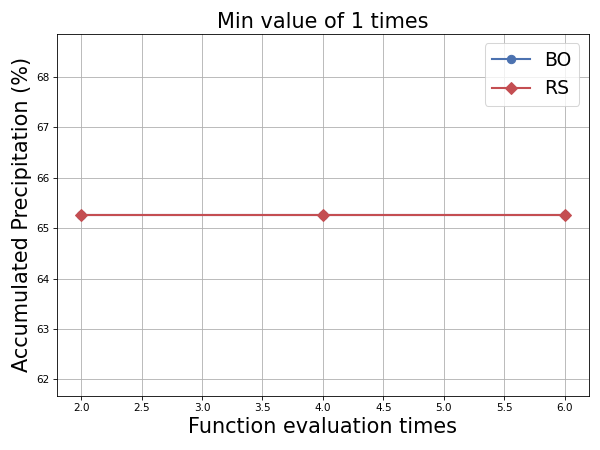 Min value of 1 times
BO
RS
Accumulated Precipitation (%)
68
67
66
65
64
63
62
2.0 2.5 3.0 3.5 4.0 4.5 5.0 5.5 6.0
Function evaluation times